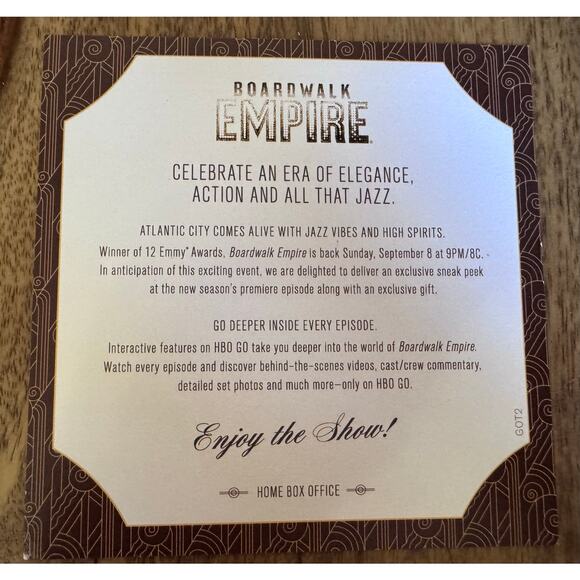 BOARDWALK
EMPIRE
CELEBRATE AN ERA OF ELEGANCE,
ACTION AND ALL THAT JAZZ.
ATLANTIC CITY COMES ALIVE WITH JAZZ VIBES AND HIGH SPIRITS.
Winner of 12 Emmy® Awards, Boardwalk Empire is back Sunday, September 8 at 9PM/8C.
In anticipation of this exciting event, we are delighted to deliver an exclusive sneak peek
at the new season's premiere episode along with an exclusive gift.
GO DEEPER INSIDE EVERY EPISODE.
Interactive features on HBO GO take you deeper into the world of Boardwalk Empire.
Watch every episode and discover behind-the-scenes videos, cast/crew commentary,
detailed set photos and much more—only on HBO GO.
Enjoy the Show!
HOME BOX OFFICE
GOT2